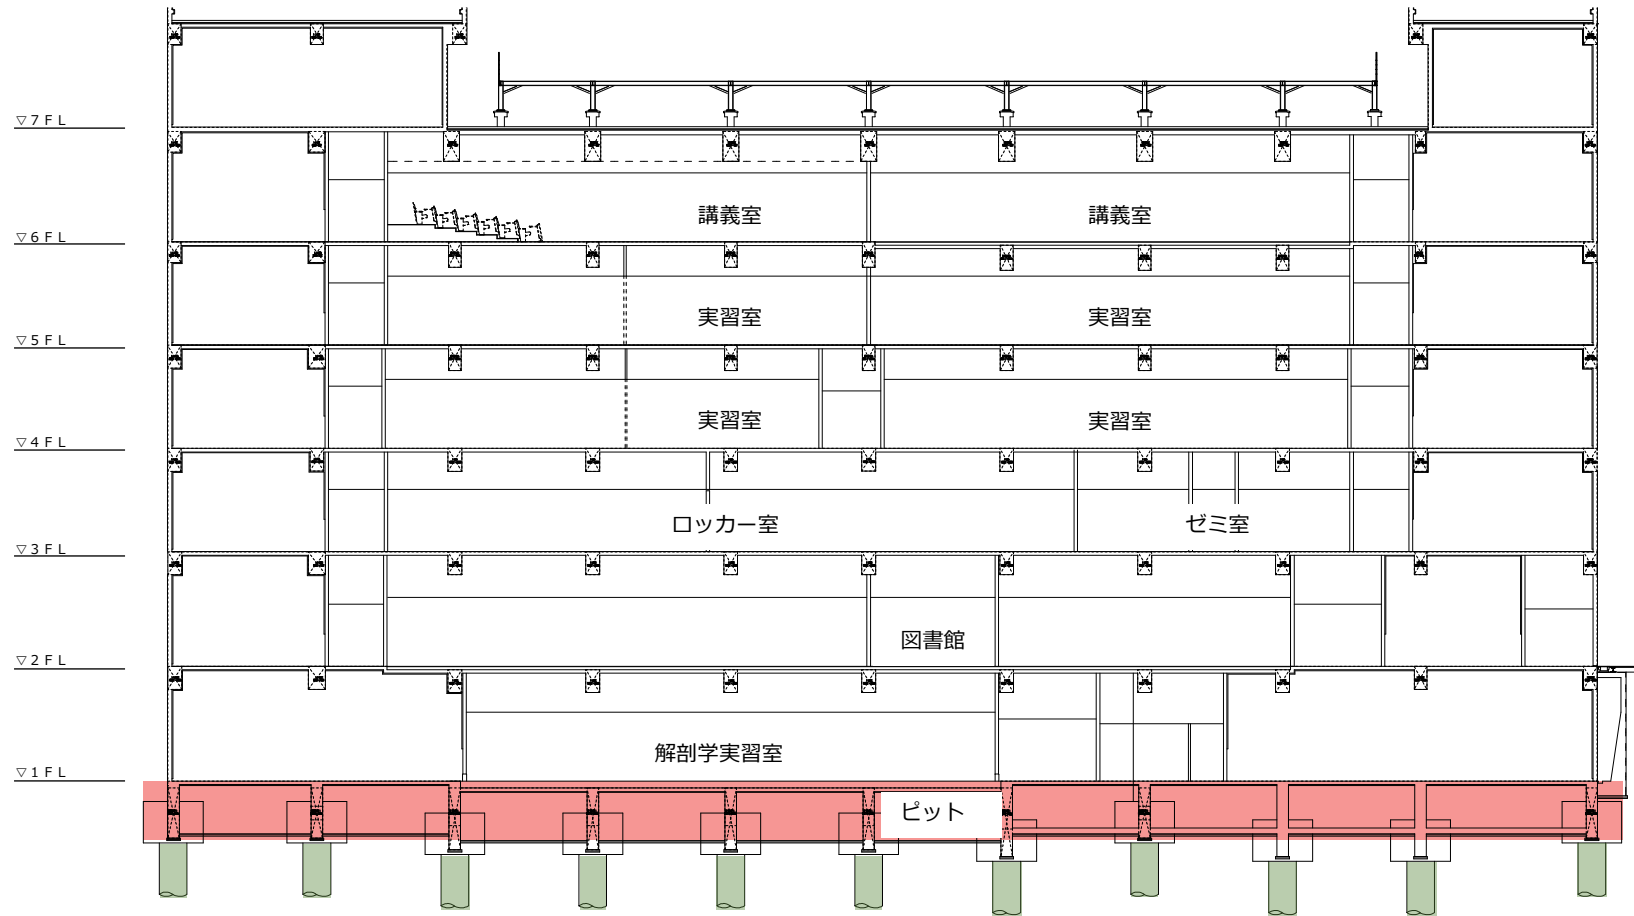 ▽7FL
▽6FL
講義室 講義室
▽5FL
実習室 実習室
▽4FL
実習室 実習室
▽3FL
ロッカー室 ゼミ室
▽2FL
図書館
▽1FL
解剖学実習室
ピット